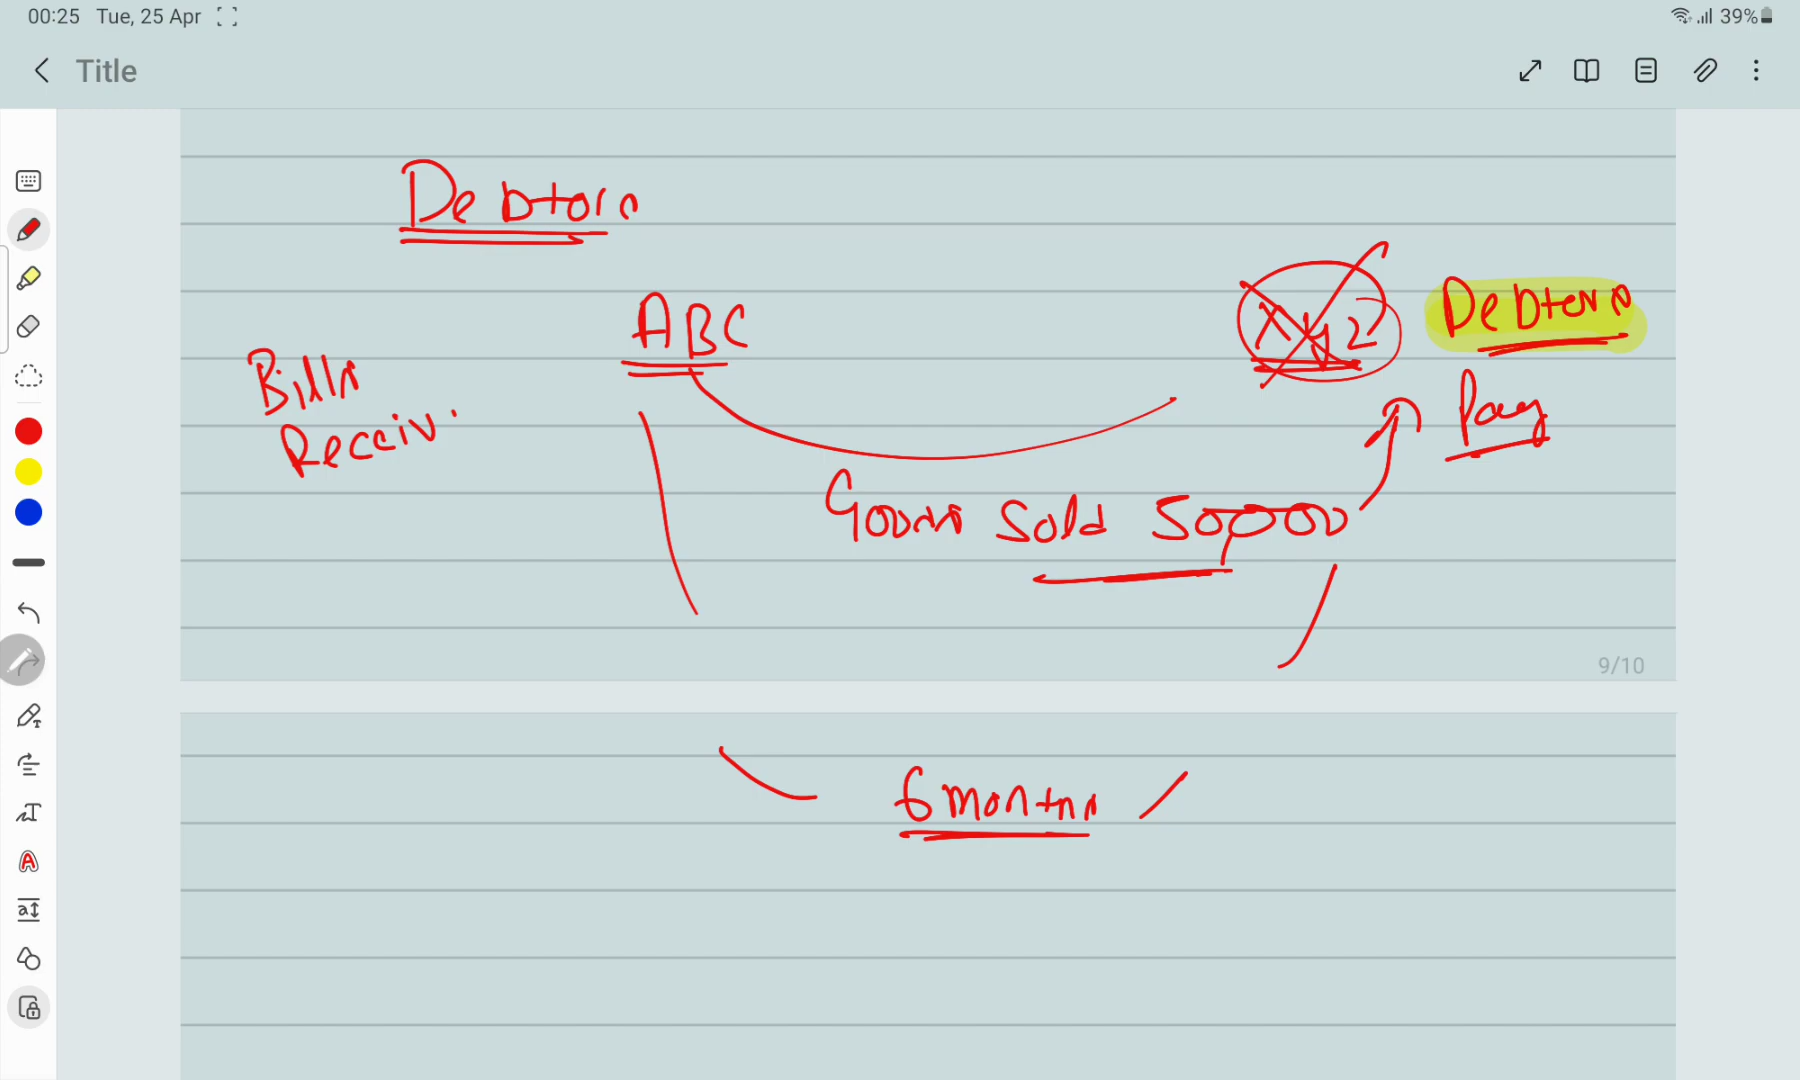 00:25 Tue, 25 Apr 39%
Title
Debtors
ABC
XYZ
Debtors
Bills
Receiv.
Pay
Goods Sold 50000
9/10
6 months